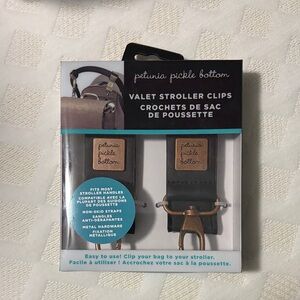 petunia pickle bottom
VALET STROLLER CLIPS
CROCHETS DE SAC
DE POUSSETTE
petunia
pickle
bottom
petunia
pickle
bottom
FITS MOST
STROLLER HANDLES
COMPATIBLE AVEC LA
PLUPART DES GUIDONS
DE POUSSETTE
NON-SKID STRAPS
SANGLES
ANTI-DÉRAPANTES
METAL HARDWARE
FIXATION
MÉTALLIQUE
Easy to use! Clip your bag to your stroller.
Facile à utiliser ! Accrochez votre sac à la poussette.